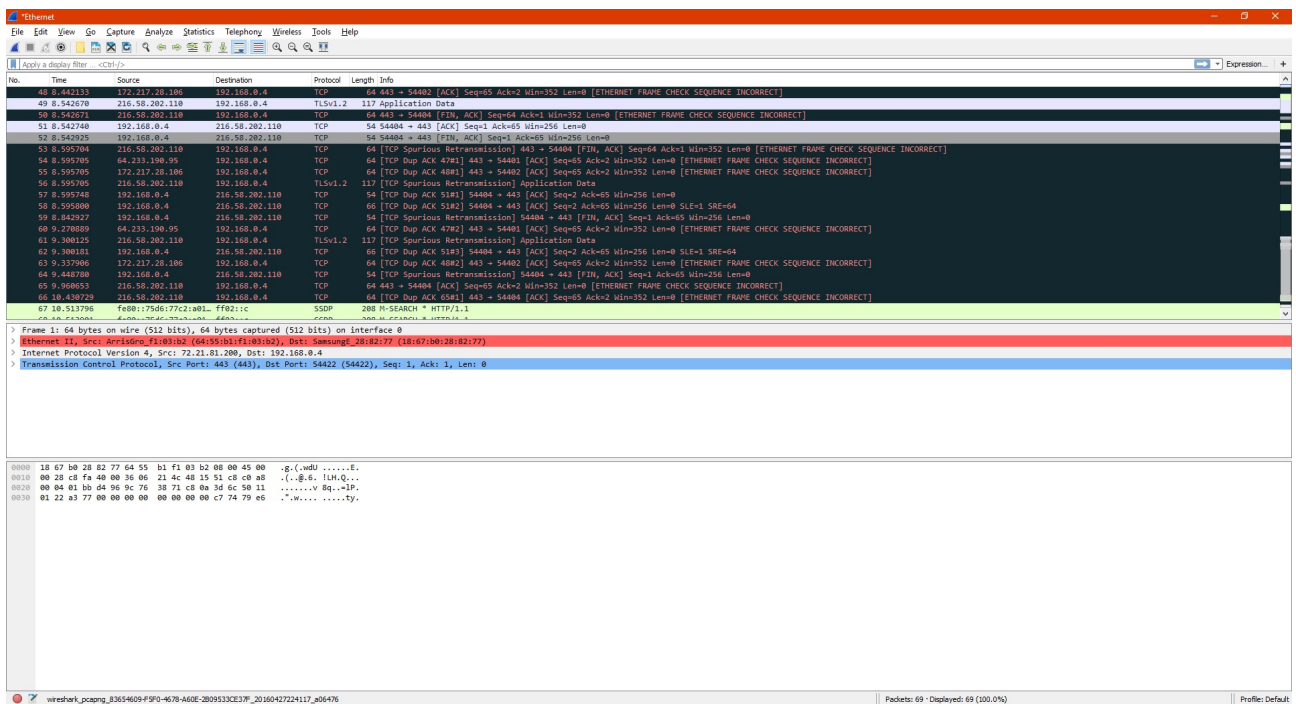 *Ethernet
File Edit View Go Capture Analyze Statistics Telephony Wireless Tools Help
Apply a display filter ... <Ctrl-/> Expression... +
No. Time Source Destination Protocol Length Info
48 8.442133 172.217.28.106 192.168.0.4 TCP 64 443 → 54402 [ACK] Seq=65 Ack=2 Win=352 Len=0 [ETHERNET FRAME CHECK SEQUENCE INCORRECT]
49 8.542670 216.58.202.110 192.168.0.4 TLSv1.2 117 Application Data
50 8.542671 216.58.202.110 192.168.0.4 TCP 64 443 → 54404 [FIN, ACK] Seq=64 Ack=1 Win=352 Len=0 [ETHERNET FRAME CHECK SEQUENCE INCORRECT]
51 8.542740 192.168.0.4 216.58.202.110 TCP 54 54404 → 443 [ACK] Seq=1 Ack=65 Win=256 Len=0
52 8.542925 192.168.0.4 216.58.202.110 TCP 54 54404 → 443 [FIN, ACK] Seq=1 Ack=65 Win=256 Len=0
53 8.595704 216.58.202.110 192.168.0.4 TCP 64 [TCP Spurious Retransmission] 443 → 54404 [FIN, ACK] Seq=64 Ack=1 Win=352 Len=0 [ETHERNET FRAME CHECK SEQUENCE INCORRECT]
54 8.595705 64.233.190.95 192.168.0.4 TCP 64 [TCP Dup ACK 47#1] 443 → 54401 [ACK] Seq=65 Ack=2 Win=352 Len=0 [ETHERNET FRAME CHECK SEQUENCE INCORRECT]
55 8.595705 172.217.28.106 192.168.0.4 TCP 64 [TCP Dup ACK 48#1] 443 → 54402 [ACK] Seq=65 Ack=2 Win=352 Len=0 [ETHERNET FRAME CHECK SEQUENCE INCORRECT]
56 8.595705 216.58.202.110 192.168.0.4 TLSv1.2 117 [TCP Spurious Retransmission] Application Data
57 8.595748 192.168.0.4 216.58.202.110 TCP 54 [TCP Dup ACK 51#1] 54404 → 443 [ACK] Seq=2 Ack=65 Win=256 Len=0
58 8.595800 192.168.0.4 216.58.202.110 TCP 66 [TCP Dup ACK 51#2] 54404 → 443 [ACK] Seq=2 Ack=65 Win=256 Len=0 SLE=1 SRE=64
59 8.842927 192.168.0.4 216.58.202.110 TCP 54 [TCP Spurious Retransmission] 54404 → 443 [FIN, ACK] Seq=1 Ack=65 Win=256 Len=0
60 9.270889 64.233.190.95 192.168.0.4 TCP 64 [TCP Dup ACK 47#2] 443 → 54401 [ACK] Seq=65 Ack=2 Win=352 Len=0 [ETHERNET FRAME CHECK SEQUENCE INCORRECT]
61 9.300125 216.58.202.110 192.168.0.4 TLSv1.2 117 [TCP Spurious Retransmission] Application Data
62 9.300181 192.168.0.4 216.58.202.110 TCP 66 [TCP Dup ACK 51#3] 54404 → 443 [ACK] Seq=2 Ack=65 Win=256 Len=0 SLE=1 SRE=64
63 9.337906 172.217.28.106 192.168.0.4 TCP 64 [TCP Dup ACK 48#2] 443 → 54402 [ACK] Seq=65 Ack=2 Win=352 Len=0 [ETHERNET FRAME CHECK SEQUENCE INCORRECT]
64 9.448780 192.168.0.4 216.58.202.110 TCP 54 [TCP Spurious Retransmission] 54404 → 443 [FIN, ACK] Seq=1 Ack=65 Win=256 Len=0
65 9.960653 216.58.202.110 192.168.0.4 TCP 64 443 → 54404 [ACK] Seq=65 Ack=2 Win=352 Len=0 [ETHERNET FRAME CHECK SEQUENCE INCORRECT]
66 10.430729 216.58.202.110 192.168.0.4 TCP 64 [TCP Dup ACK 65#1] 443 → 54404 [ACK] Seq=65 Ack=2 Win=352 Len=0 [ETHERNET FRAME CHECK SEQUENCE INCORRECT]
67 10.513796 fe80::75d6:77c2:a01… ff02::c SSDP 208 M-SEARCH * HTTP/1.1
> Frame 1: 64 bytes on wire (512 bits), 64 bytes captured (512 bits) on interface 0
> Ethernet II, Src: ArrisGro_f1:03:b2 (64:55:b1:f1:03:b2), Dst: SamsungE_28:82:77 (18:67:b0:28:82:77)
> Internet Protocol Version 4, Src: 72.21.81.200, Dst: 192.168.0.4
> Transmission Control Protocol, Src Port: 443 (443), Dst Port: 54422 (54422), Seq: 1, Ack: 1, Len: 0
0000 18 67 b0 28 82 77 64 55 b1 f1 03 b2 08 00 45 00 .g.(.wdU ......E.
0010 00 28 c8 fa 40 00 36 06 21 4c 48 15 51 c8 c0 a8 .(..@.6. !LH.Q...
0020 00 04 01 bb d4 96 9c 76 38 71 c8 0a 3d 6c 50 11 .......v 8q..=lP.
0030 01 22 a3 77 00 00 00 00 00 00 00 00 c7 74 79 e6 .".w.... .....ty.
wireshark_pcapng_83654609-F5F0-4678-A60E-2B09533CE37F_20160427224117_a06476 Packets: 69 · Displayed: 69 (100.0%) Profile: Default